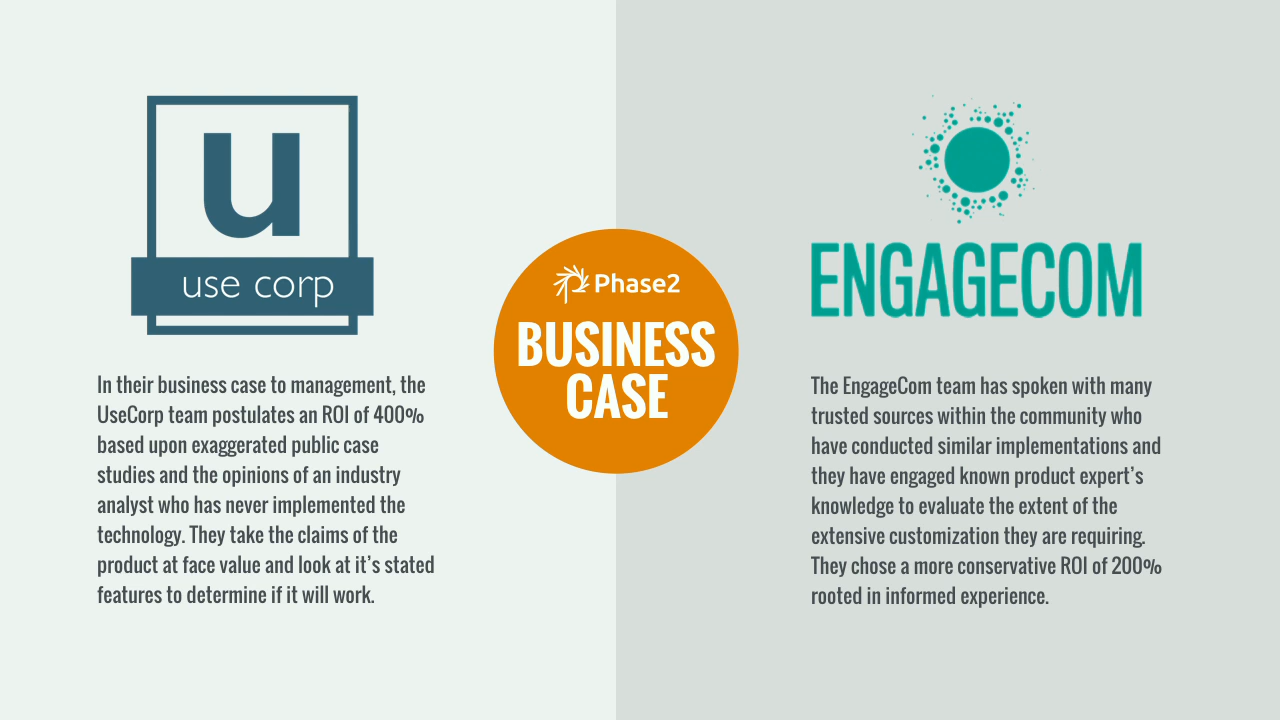 u
use corp
In their business case to management, the
UseCorp team postulates an ROI of 400%
based upon exaggerated public case
studies and the opinions of an industry
analyst who has never implemented the
technology. They take the claims of the
product at face value and look at it’s stated
features to determine if it will work.
Phase2
BUSINESS
CASE
ENGAGECOM
The EngageCom team has spoken with many
trusted sources within the community who
have conducted similar implementations and
they have engaged known product expert’s
knowledge to evaluate the extent of the
extensive customization they are requiring.
They chose a more conservative ROI of 200%
rooted in informed experience.